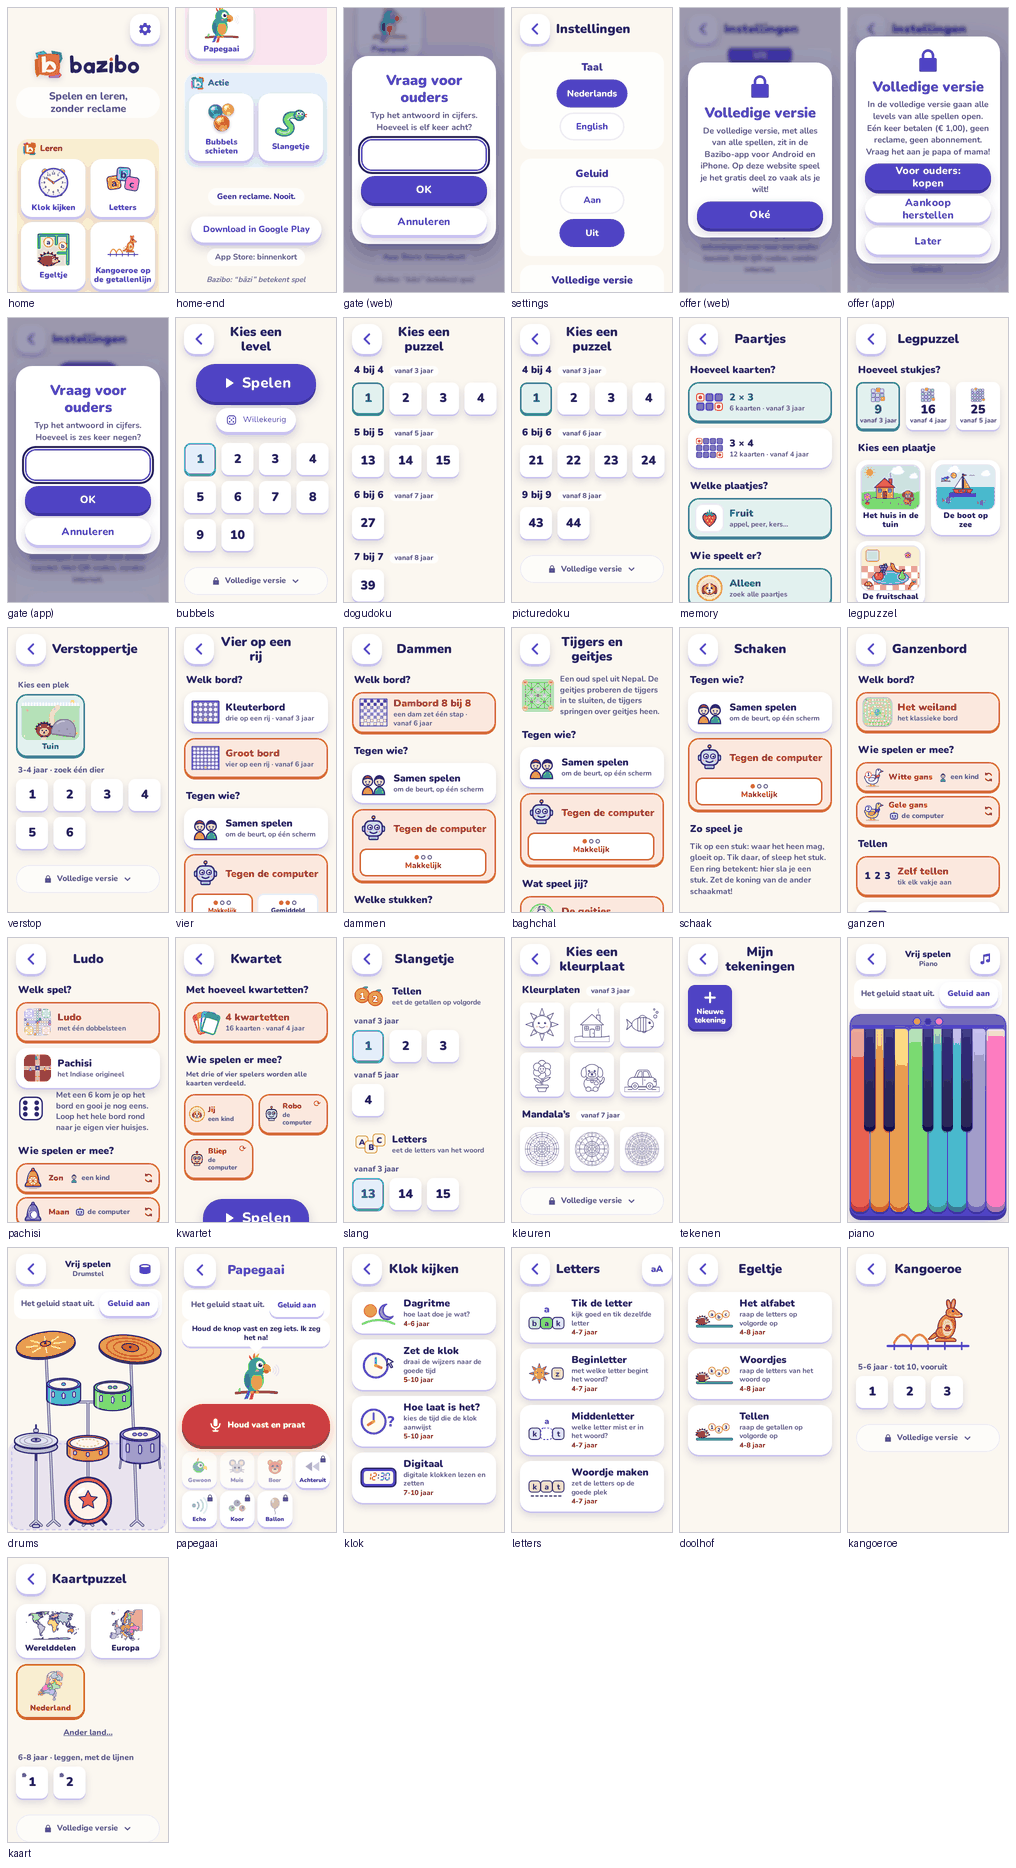 bazibo
Spelen en leren,
zonder reclame
Leren
Klok kijken
Letters
Egeltje
Kangoeroe op
de getallenlijn
home
Papegaai
Actie
Bubbels
schieten
Slangetje
Geen reclame. Nooit.
Download in Google Play
App Store: binnenkort
Bazibo: "bāzi" betekent spel
home-end
Vraag voor
ouders
Typ het antwoord in cijfers.
Hoeveel is elf keer acht?
OK
Annuleren
gate (web)
Instellingen
Taal
Nederlands
English
Geluid
Aan
Uit
Volledige versie
settings
Instellingen
Volledige versie
De volledige versie, met alles
van alle spellen, zit in de
Bazibo-app voor Android en
iPhone. Op deze website speel
je het gratis deel zo vaak als je
wilt!
Oké
offer (web)
Volledige versie
In de volledige versie gaan alle
levels van alle spellen open.
Eén keer betalen (€ 1,00), geen
reclame, geen abonnement.
Vraag het aan je papa of mama!
Voor ouders:
kopen
Aankoop
herstellen
Later
offer (app)
Instellingen
Vraag voor
ouders
Typ het antwoord in cijfers.
Hoeveel is zes keer negen?
OK
Annuleren
gate (app)
Kies een
level
Spelen
Willekeurig
1 2 3 4
5 6 7 8
9 10
Volledige versie
bubbels
Kies een
puzzel
4 bij 4 vanaf 3 jaar
1 2 3 4
5 bij 5 vanaf 5 jaar
13 14 15
6 bij 6 vanaf 7 jaar
27
7 bij 7 vanaf 8 jaar
39
dogudoku
Kies een
puzzel
4 bij 4 vanaf 3 jaar
1 2 3 4
6 bij 6 vanaf 6 jaar
21 22 23 24
9 bij 9 vanaf 8 jaar
43 44
Volledige versie
picturedoku
Paartjes
Hoeveel kaarten?
2 × 3
6 kaarten · vanaf 3 jaar
3 × 4
12 kaarten · vanaf 4 jaar
Welke plaatjes?
Fruit
appel, peer, kers...
Wie speelt er?
Alleen
zoek alle paartjes
memory
Legpuzzel
Hoeveel stukjes?
9 16 25
vanaf 3 jaar vanaf 4 jaar vanaf 5 jaar
Kies een plaatje
Het huis in de
tuin
De boot op
zee
De fruitschaal
legpuzzel
Verstoppertje
Kies een plek
Tuin
3-4 jaar · zoek één dier
1 2 3 4
5 6
Volledige versie
verstop
Vier op een
rij
Welk bord?
Kleuterbord
drie op een rij · vanaf 3 jaar
Groot bord
vier op een rij · vanaf 6 jaar
Tegen wie?
Samen spelen
om de beurt, op één scherm
Tegen de computer
Makkelijk Gemiddeld
vier
Dammen
Welk bord?
Dambord 8 bij 8
een dam zet één stap ·
vanaf 6 jaar
Tegen wie?
Samen spelen
om de beurt, op één scherm
Tegen de computer
Makkelijk
Welke stukken?
dammen
Tijgers en
geitjes
Een oud spel uit Nepal. De
geitjes proberen de tijgers
in te sluiten, de tijgers
springen over geitjes heen.
Tegen wie?
Samen spelen
om de beurt, op één scherm
Tegen de computer
Makkelijk
Wat speel jij?
De geitjes
baghchal
Schaken
Tegen wie?
Samen spelen
om de beurt, op één scherm
Tegen de computer
Makkelijk
Zo speel je
Tik op een stuk: waar het heen mag,
gloeit op. Tik daar, of sleep het stuk.
Een ring betekent: hier sla je een
stuk. Zet de koning van de ander
schaakmat!
schaak
Ganzenbord
Welk bord?
Het weiland
het klassieke bord
Wie spelen er mee?
Witte gans een kind
Gele gans
de computer
Tellen
1 2 3 Zelf tellen
tik elk vakje aan
ganzen
Ludo
Welk spel?
Ludo
met één dobbelsteen
Pachisi
het Indiase origineel
Met een 6 kom je op het
bord en gooi je nog eens.
Loop het hele bord rond
naar je eigen vier huisjes.
Wie spelen er mee?
Zon een kind
Maan de computer
pachisi
Kwartet
Met hoeveel kwartetten?
4 kwartetten
16 kaarten · vanaf 4 jaar
Wie spelen er mee?
Met drie of vier spelers worden alle
kaarten verdeeld.
Jij
een kind
Robo
de
computer
Bliep
de
computer
Spelen
kwartet
Slangetje
Tellen
eet de getallen op volgorde
vanaf 3 jaar
1 2 3
vanaf 5 jaar
4
Letters
eet de letters van het woord
vanaf 3 jaar
13 14 15
slang
Kies een
kleurplaat
Kleurplaten vanaf 3 jaar
Mandala's vanaf 7 jaar
Volledige versie
kleuren
Mijn
tekeningen
Nieuwe
tekening
tekenen
Vrij spelen
Piano
Het geluid staat uit. Geluid aan
piano
Vrij spelen
Drumstel
Het geluid staat uit. Geluid aan
drums
Papegaai
Het geluid staat uit. Geluid aan
Houd de knop vast en zeg iets. Ik zeg
het na!
Houd vast en praat
Gewoon Muis Beer Achteruit
Echo Koor Ballon
papegaai
Klok kijken
Dagritme
hoe laat doe je wat?
4-6 jaar
Zet de klok
draai de wijzers naar de
goede tijd
5-10 jaar
Hoe laat is het?
kies de tijd die de klok
aanwijst
5-10 jaar
12:30
Digitaal
digitale klokken lezen en
zetten
7-10 jaar
klok
Letters
aA
Tik de letter
kijk goed en tik dezelfde
letter
4-7 jaar
Beginletter
met welke letter begint
het woord?
4-7 jaar
Middenletter
welke letter mist er in
het woord?
4-7 jaar
Woordje maken
zet de letters op de
goede plek
4-7 jaar
letters
Egeltje
Het alfabet
raap de letters op
volgorde op
4-8 jaar
Woordjes
raap de letters van het
woord op
4-8 jaar
Tellen
raap de getallen op
volgorde op
4-8 jaar
doolhof
Kangoeroe
5-6 jaar · tot 10, vooruit
1 2 3
Volledige versie
kangoeroe
Kaartpuzzel
Werelddelen
Europa
Nederland
Ander land...
6-8 jaar · leggen, met de lijnen
1 2
Volledige versie
kaart